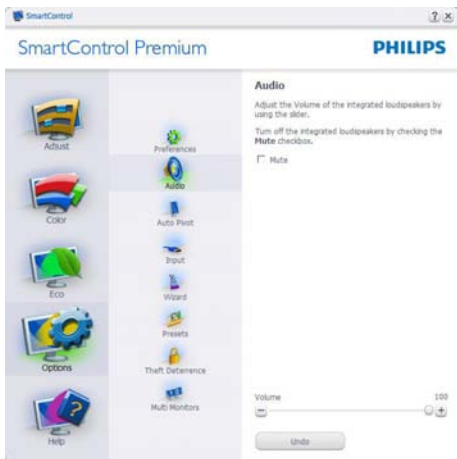 SmartControl
? X
SmartControl Premium
PHILIPS
Adjust
Color
Eco
Options
Help
Preferences
Audio
Auto Pivot
Input
Wizard
Presets
Theft Deterrence
Multi Monitors
Audio
Adjust the Volume of the integrated loudspeakers by
using the slider.
Turn off the integrated loudspeakers by checking the
Mute checkbox.
Mute
Volume 100
Undo